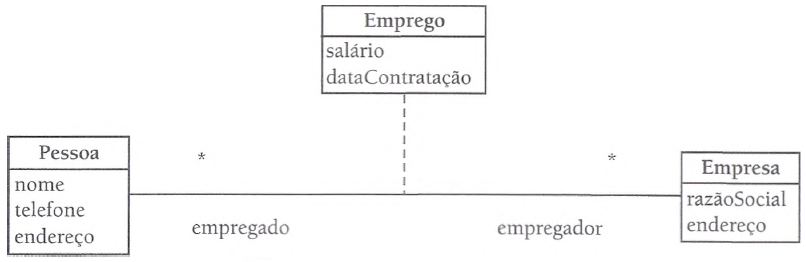 Emprego
salário
dataContratação
Pessoa
nome
telefone
endereço
*
*
empregado
empregador
Empresa
razãoSocial
endereço